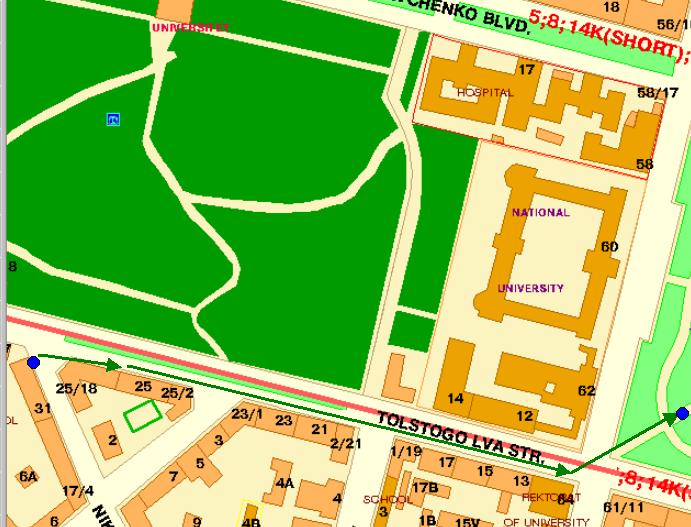 18
CHENKO BLVD.
5;8;14K(SHORT);
56/1
UNIVERSITET
17
HOSPITAL
58/17
58
NATIONAL
60
UNIVERSITY
8
62
14
12
25/18
25
25/2
31
2
23/1
23
21
2/21
TOLSTOGO LVA STR.
3
5
7
1/19
17
15
13
64
;8;14K(
6A
17/4
4A
4
SCHOOL
17B
REKTORAT
OF UNIVERSITY
61/11
6
NIK
9
4B
3
1B
15V